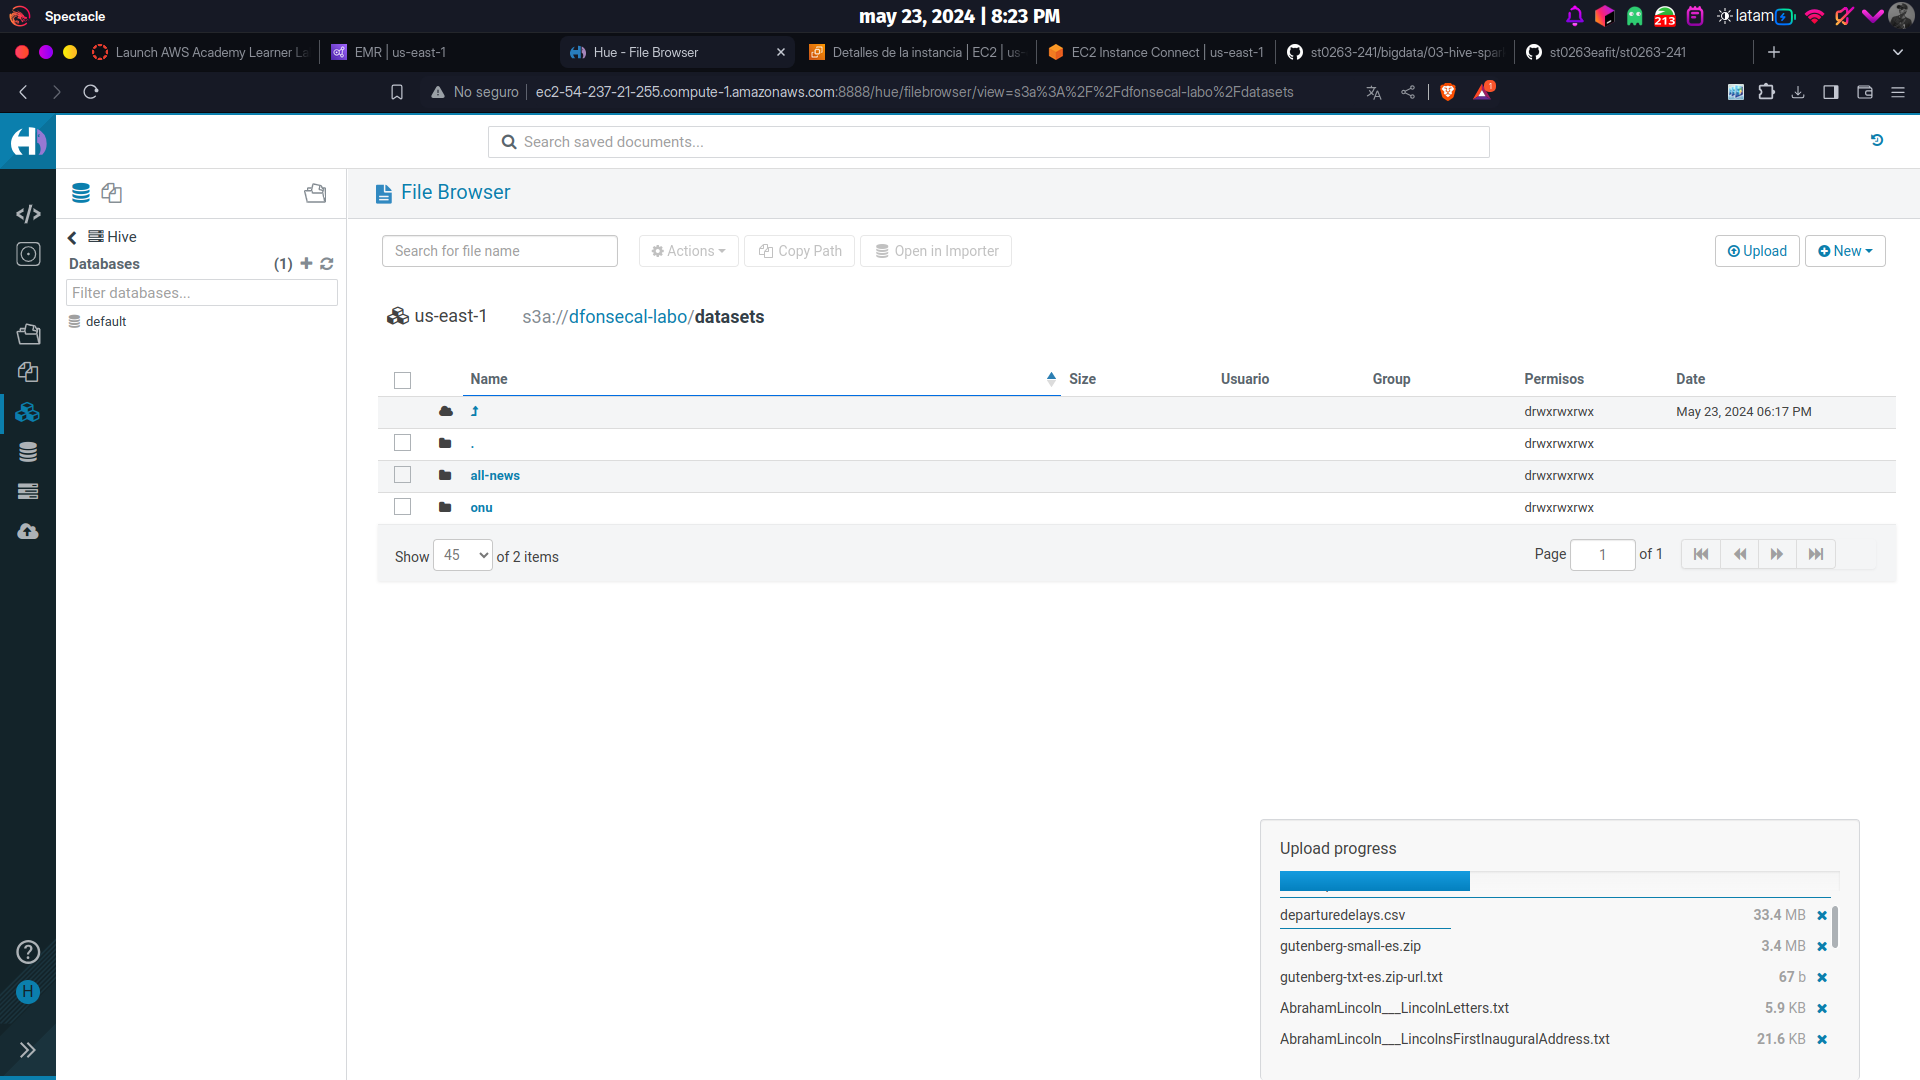 Spectacle
may 23, 2024 | 8:23 PM
213
latam
Launch AWS Academy Learner La
EMR | us-east-1
Hue - File Browser
Detalles de la instancia | EC2 | us-
EC2 Instance Connect | us-east-1
st0263-241/bigdata/03-hive-spar
st0263eafit/st0263-241
No seguro
ec2-54-237-21-255.compute-1.amazonaws.com:8888/hue/filebrowser/view=s3a%3A%2F%2Fdfonsecal-labo%2Fdatasets
1
Search saved documents...
File Browser
Hive
Databases
(1)
Filter databases...
default
Search for file name
Actions
Copy Path
Open in Importer
Upload
New
us-east-1
s3a://dfonsecal-labo/datasets
Name
Size
Usuario
Group
Permisos
Date
drwxrwxrwx
May 23, 2024 06:17 PM
.
drwxrwxrwx
all-news
drwxrwxrwx
onu
drwxrwxrwx
Show 45 of 2 items
Page 1 of 1
Upload progress
departuredelays.csv
33.4 MB
gutenberg-small-es.zip
3.4 MB
gutenberg-txt-es.zip-url.txt
67 b
AbrahamLincoln___LincolnLetters.txt
5.9 KB
AbrahamLincoln___LincolnsFirstInauguralAddress.txt
21.6 KB
H